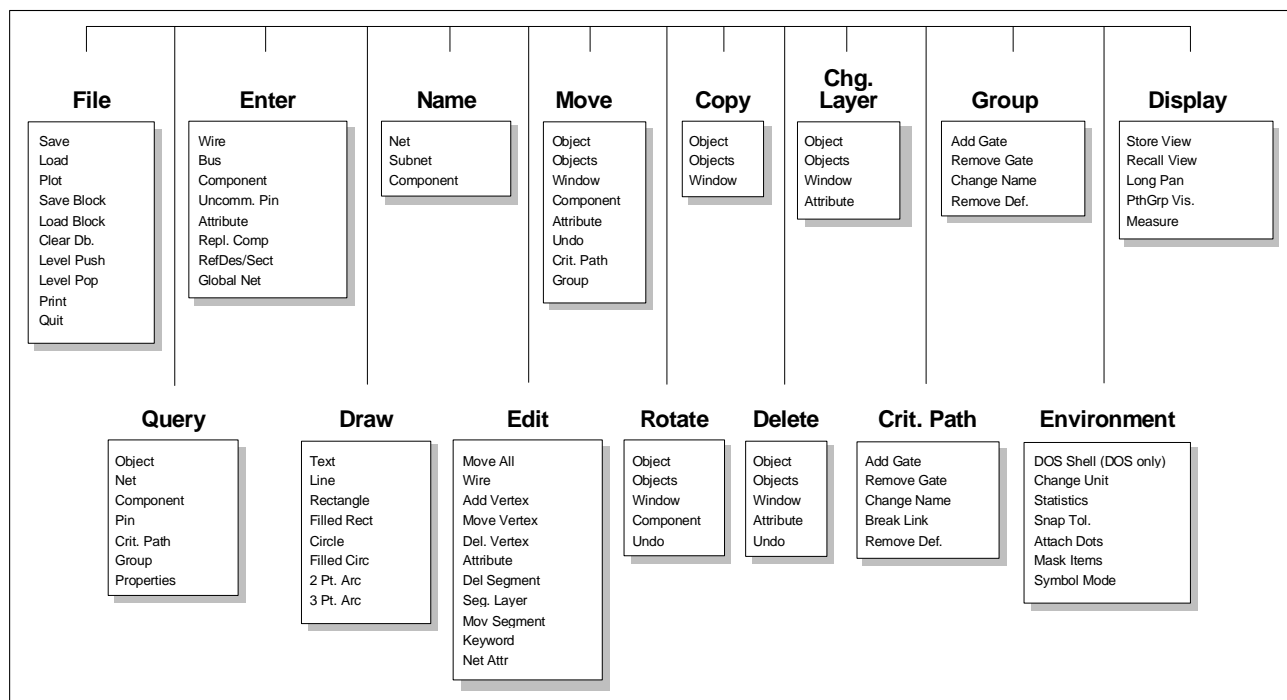 File
Save
Load
Plot
Save Block
Load Block
Clear Db.
Level Push
Level Pop
Print
Quit
Enter
Wire
Bus
Component
Uncomm. Pin
Attribute
Repl. Comp
RefDes/Sect
Global Net
Name
Net
Subnet
Component
Move
Object
Objects
Window
Component
Attribute
Undo
Crit. Path
Group
Copy
Object
Objects
Window
Chg.
Layer
Object
Objects
Window
Attribute
Group
Add Gate
Remove Gate
Change Name
Remove Def.
Display
Store View
Recall View
Long Pan
PthGrp Vis.
Measure
Query
Object
Net
Component
Pin
Crit. Path
Group
Properties
Draw
Text
Line
Rectangle
Filled Rect
Circle
Filled Circ
2 Pt. Arc
3 Pt. Arc
Edit
Move All
Wire
Add Vertex
Move Vertex
Del. Vertex
Attribute
Del Segment
Seg. Layer
Mov Segment
Keyword
Net Attr
Rotate
Object
Objects
Window
Component
Undo
Delete
Object
Objects
Window
Attribute
Undo
Crit. Path
Add Gate
Remove Gate
Change Name
Break Link
Remove Def.
Environment
DOS Shell (DOS only)
Change Unit
Statistics
Snap Tol.
Attach Dots
Mask Items
Symbol Mode